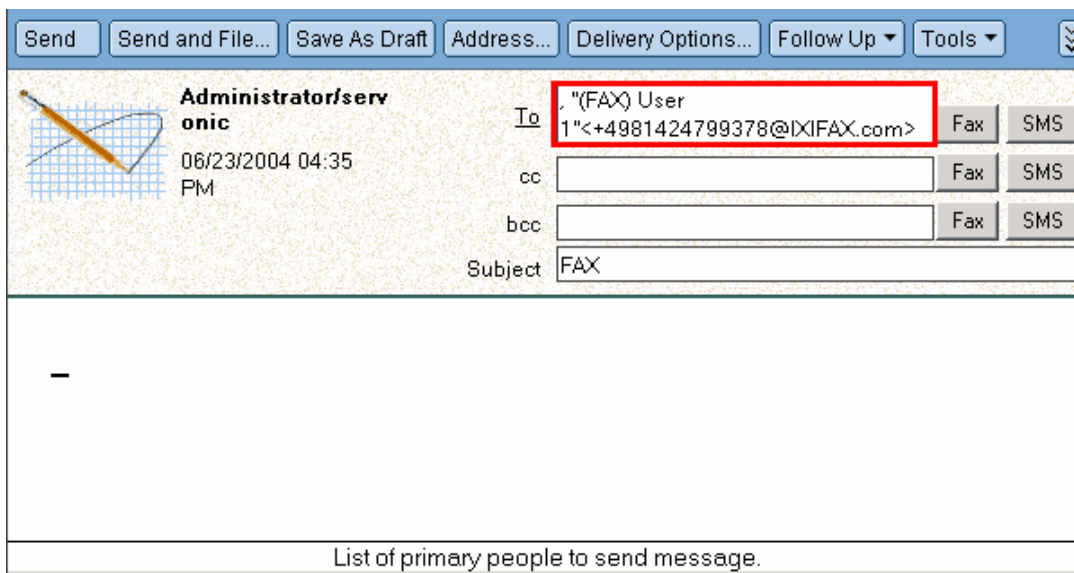 Send Send and File... Save As Draft Address... Delivery Options... Follow Up Tools
Administrator/serv
onic
06/23/2004 04:35
PM
To , "(FAX) User
1"<+4981424799378@IXIFAX.com> Fax SMS
cc Fax SMS
bcc Fax SMS
Subject FAX
List of primary people to send message.